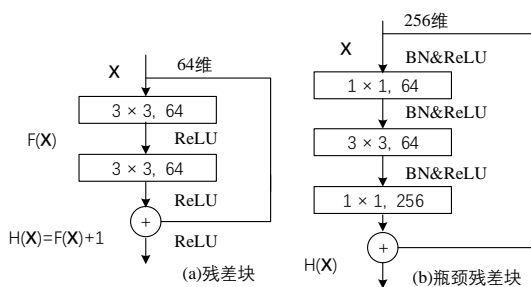 X
64维
3 × 3, 64
F(X)
ReLU
3 × 3, 64
ReLU
+
H(X)=F(X)+1
ReLU
(a)残差块
256维
X
BN&ReLU
1 × 1, 64
BN&ReLU
3 × 3, 64
BN&ReLU
1 × 1, 256
+
H(X)
(b)瓶颈残差块